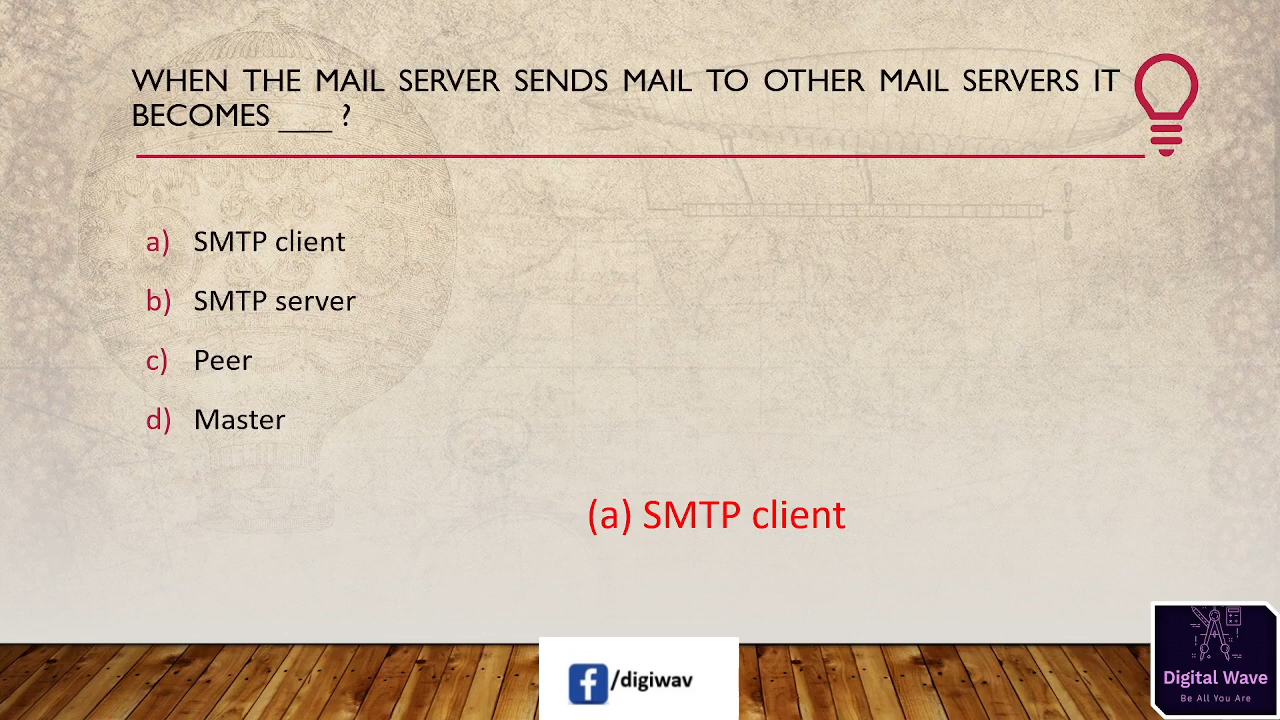 WHEN THE MAIL SERVER SENDS MAIL TO OTHER MAIL SERVERS IT
BECOMES ___ ?
a) SMTP client
b) SMTP server
c) Peer
d) Master
(a) SMTP client
f /digiwav
Digital Wave
Be All You Are